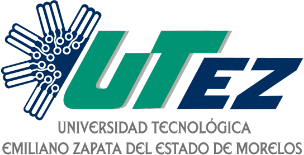 UTEZ
UNIVERSIDAD TECNOLÓGICA
EMILIANO ZAPATA DEL ESTADO DE MORELOS